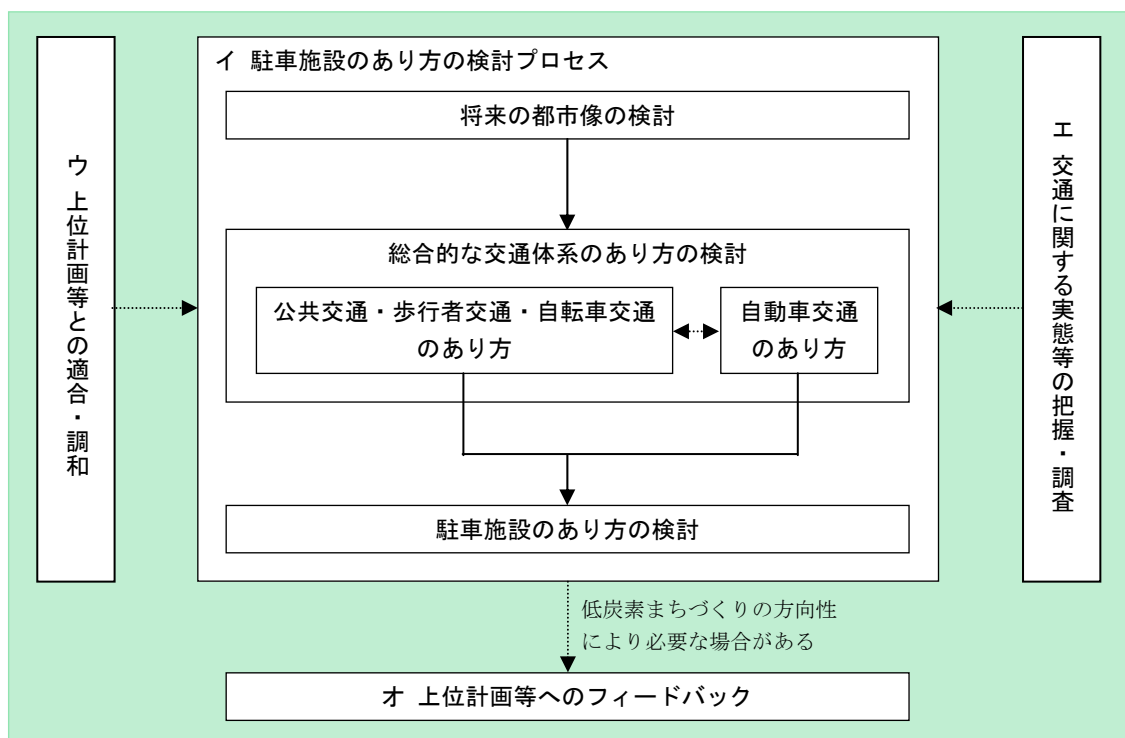 イ 駐車施設のあり方の検討プロセス
将来の都市像の検討
総合的な交通体系のあり方の検討
公共交通・歩行者交通・自転車交通
のあり方
自動車交通
のあり方
駐車施設のあり方の検討
ウ 上位計画等との適合・調和
エ 交通に関する実態等の把握・調査
低炭素まちづくりの方向性
により必要な場合がある
オ 上位計画等へのフィードバック